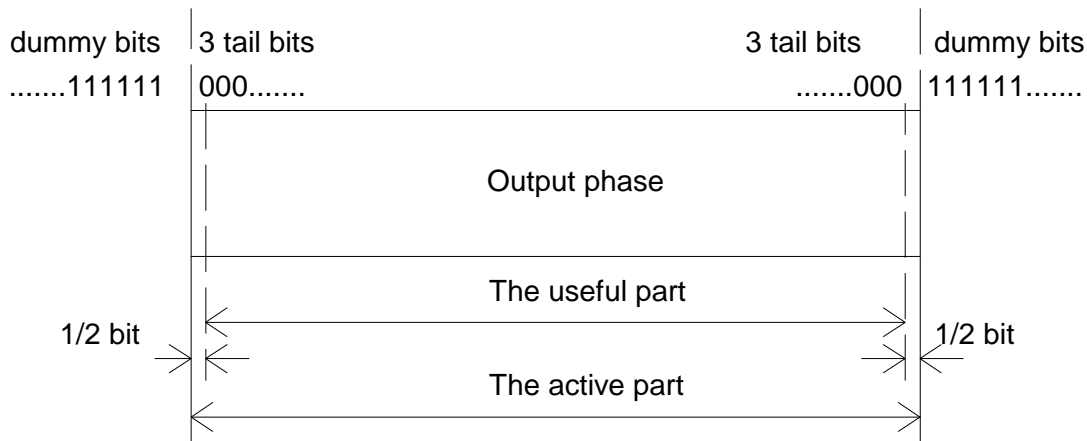 dummy bits 3 tail bits 3 tail bits dummy bits
.......111111 000....... .......000 111111.......
Output phase
The useful part
1/2 bit 1/2 bit
The active part